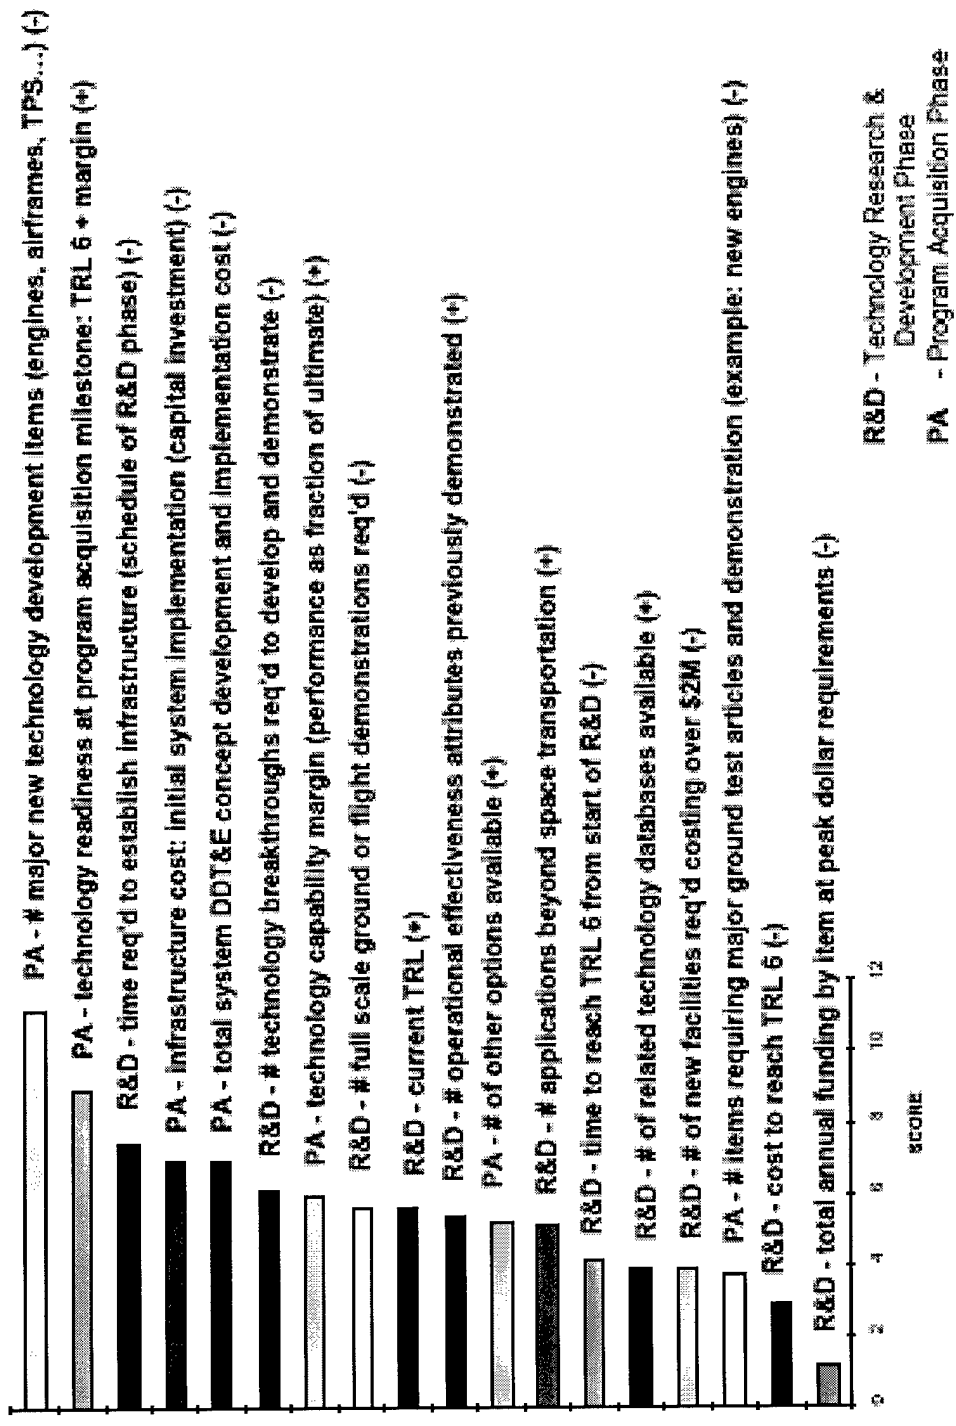 PA - # major new technology development items (engines, airframes, TPS...) (-)
PA - technology readiness at program acquisition milestone: TRL 6 + margin (+)
R&D - time req'd to establish infrastructure (schedule of R&D phase) (-)
PA - infrastructure cost: initial system implementation (capital investment) (-)
PA - total system DDT&E concept development and implementation cost (-)
R&D - # technology breakthroughs req'd to develop and demonstrate (-)
PA - technology capability margin (performance as fraction of ultimate) (+)
R&D - # full scale ground or flight demonstrations req'd (-)
R&D - current TRL (+)
R&D - # operational effectiveness attributes previously demonstrated (+)
PA - # of other options available (+)
R&D - # applications beyond space transportation (+)
R&D - time to reach TRL 6 from start of R&D (-)
R&D - # of related technology databases available (+)
R&D - # of new facilities req'd costing over $2M (-)
PA - # items requiring major ground test articles and demonstration (example: new engines) (-)
R&D - cost to reach TRL 6 (-)
R&D - total annual funding by item at peak dollar requirements (-)
0 2 4 6 8 10 12
SCORE
R&D - Technology Research &
Development Phase
PA - Program Acquisition Phase